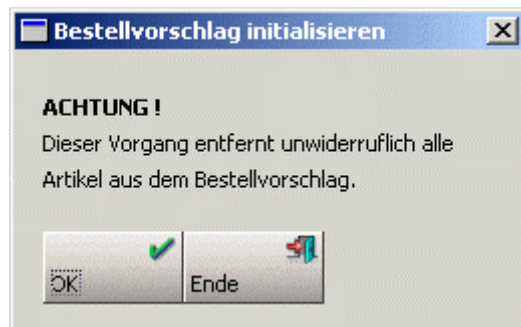 Bestellvorschlag initialisieren
ACHTUNG !
Dieser Vorgang entfernt unwiderruflich alle
Artikel aus dem Bestellvorschlag.
OK
Ende